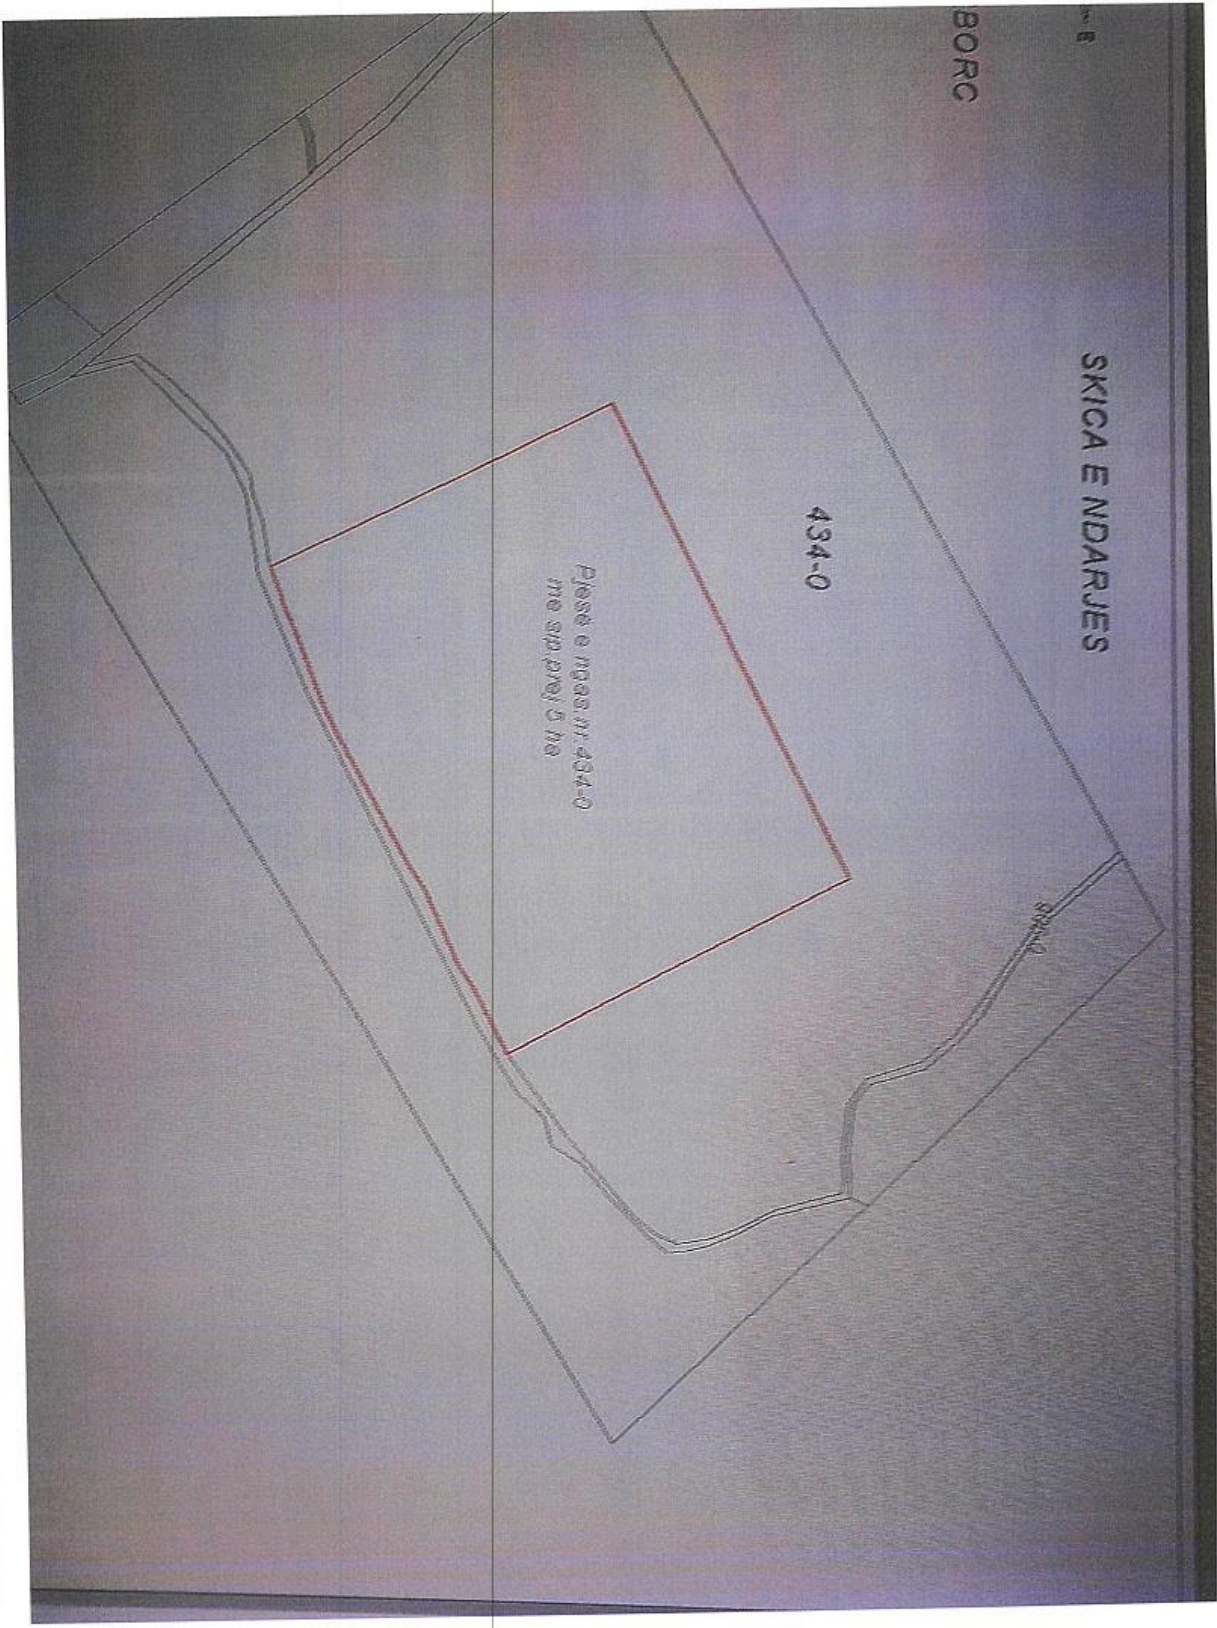 SKICA E NDARJES
BORC
434-0
Pjesë e ngas.nr 434-0
me sip.prej 5 ha